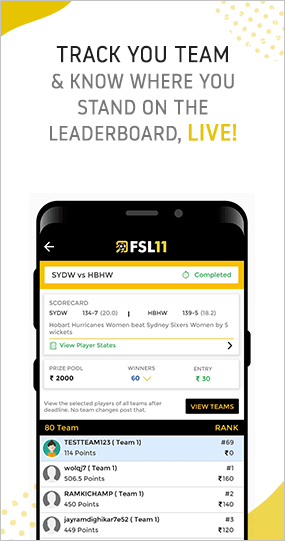 TRACK YOU TEAM
& KNOW WHERE YOU
STAND ON THE
LEADERBOARD, LIVE!
FSL11
SYDW vs HBHW Completed
SCORECARD
SYDW 134-7 (20.0) | HBHW 139-5 (18.2)
Hobart Hurricanes Women beat Sydney Sixers Women by 5
wickets
View Player States
PRIZE POOL WINNERS ENTRY
₹ 2000 60 ₹ 30
View the selected players of all teams after
deadline. No team changes post that.
VIEW TEAMS
80 Team RANK
TESTTEAM123 ( Team 1) #69
114 Points ₹0
wolqj7 ( Team 1) #1
506.5 Points ₹160
RAMKICHAMP ( Team 1) #2
450 Points ₹140
jayramdighikar7e52 ( Team 1) #3
449 Points ₹120